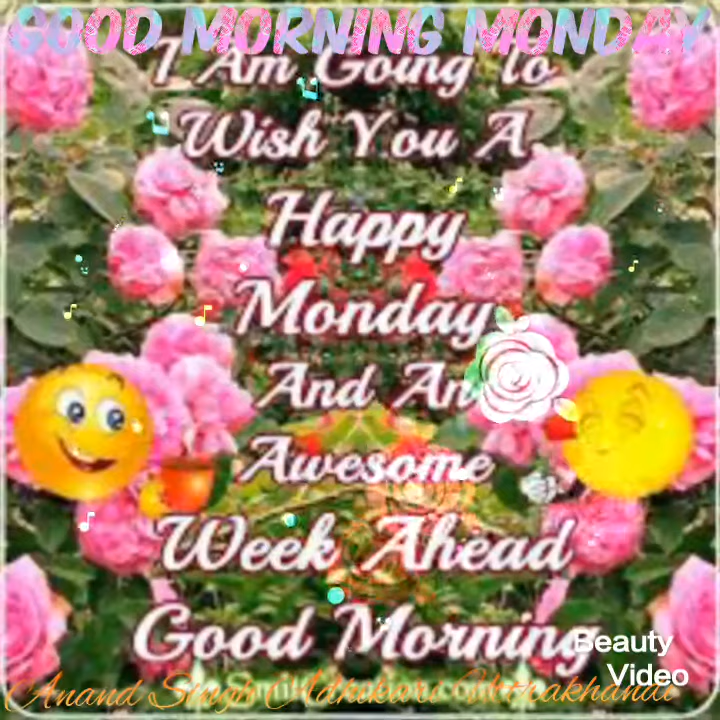 GOOD MORNING MONDAY
I Am Going To
Wish You A
Happy
Monday
And An
Awesome
Week Ahead
Good Morning
Beauty
Video
Anand Singh Adhikari Uttrakhandi